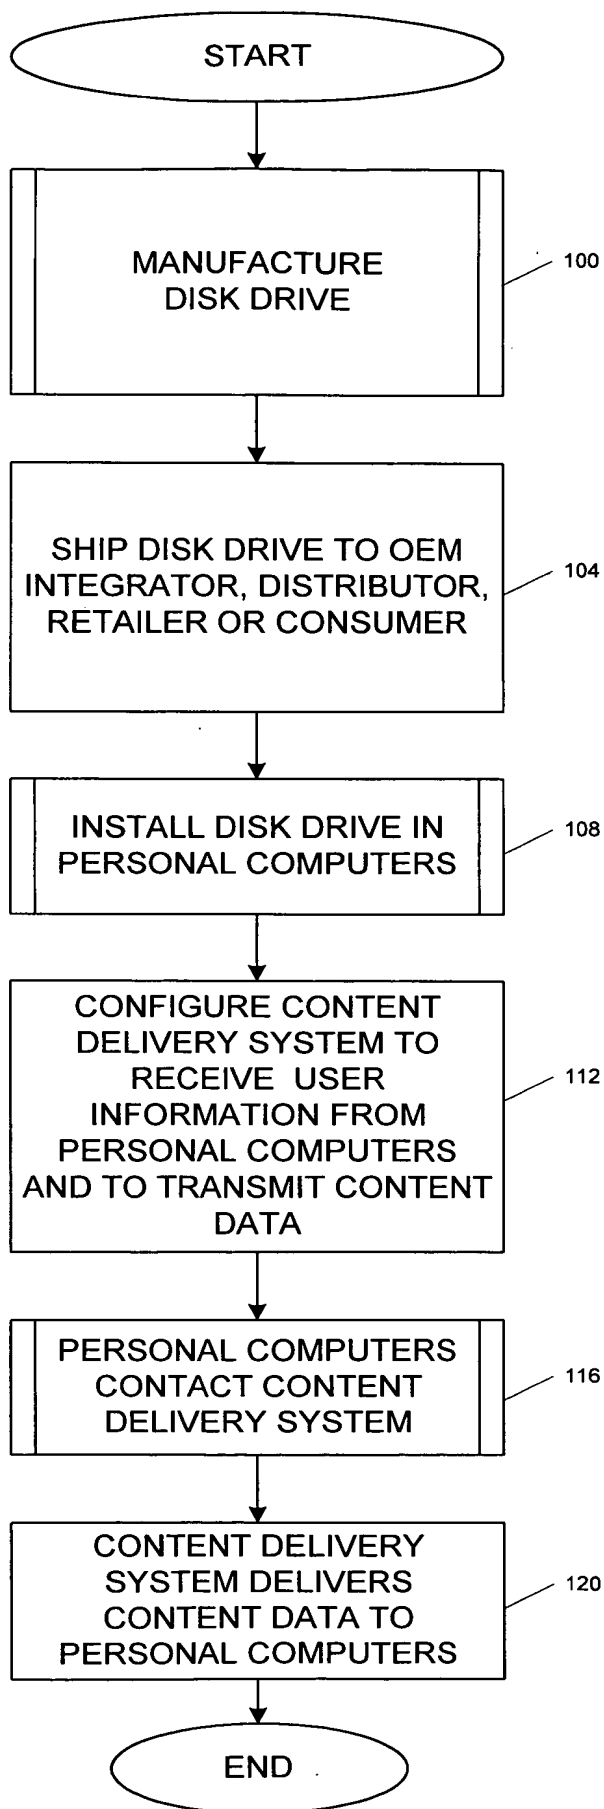 START
MANUFACTURE
DISK DRIVE
100
SHIP DISK DRIVE TO OEM
INTEGRATOR, DISTRIBUTOR,
RETAILER OR CONSUMER
104
INSTALL DISK DRIVE IN
PERSONAL COMPUTERS
108
CONFIGURE CONTENT
DELIVERY SYSTEM TO
RECEIVE USER
INFORMATION FROM
PERSONAL COMPUTERS
AND TO TRANSMIT CONTENT
DATA
112
PERSONAL COMPUTERS
CONTACT CONTENT
DELIVERY SYSTEM
116
CONTENT DELIVERY
SYSTEM DELIVERS
CONTENT DATA TO
PERSONAL COMPUTERS
120
END